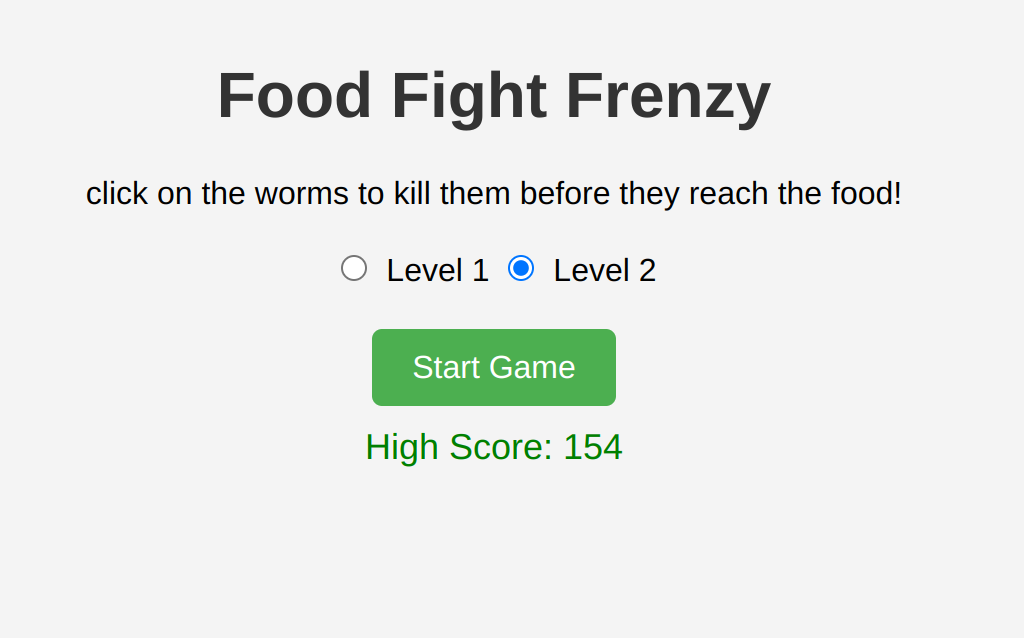 Food Fight Frenzy
click on the worms to kill them before they reach the food!
Level 1 Level 2
Start Game
High Score: 154